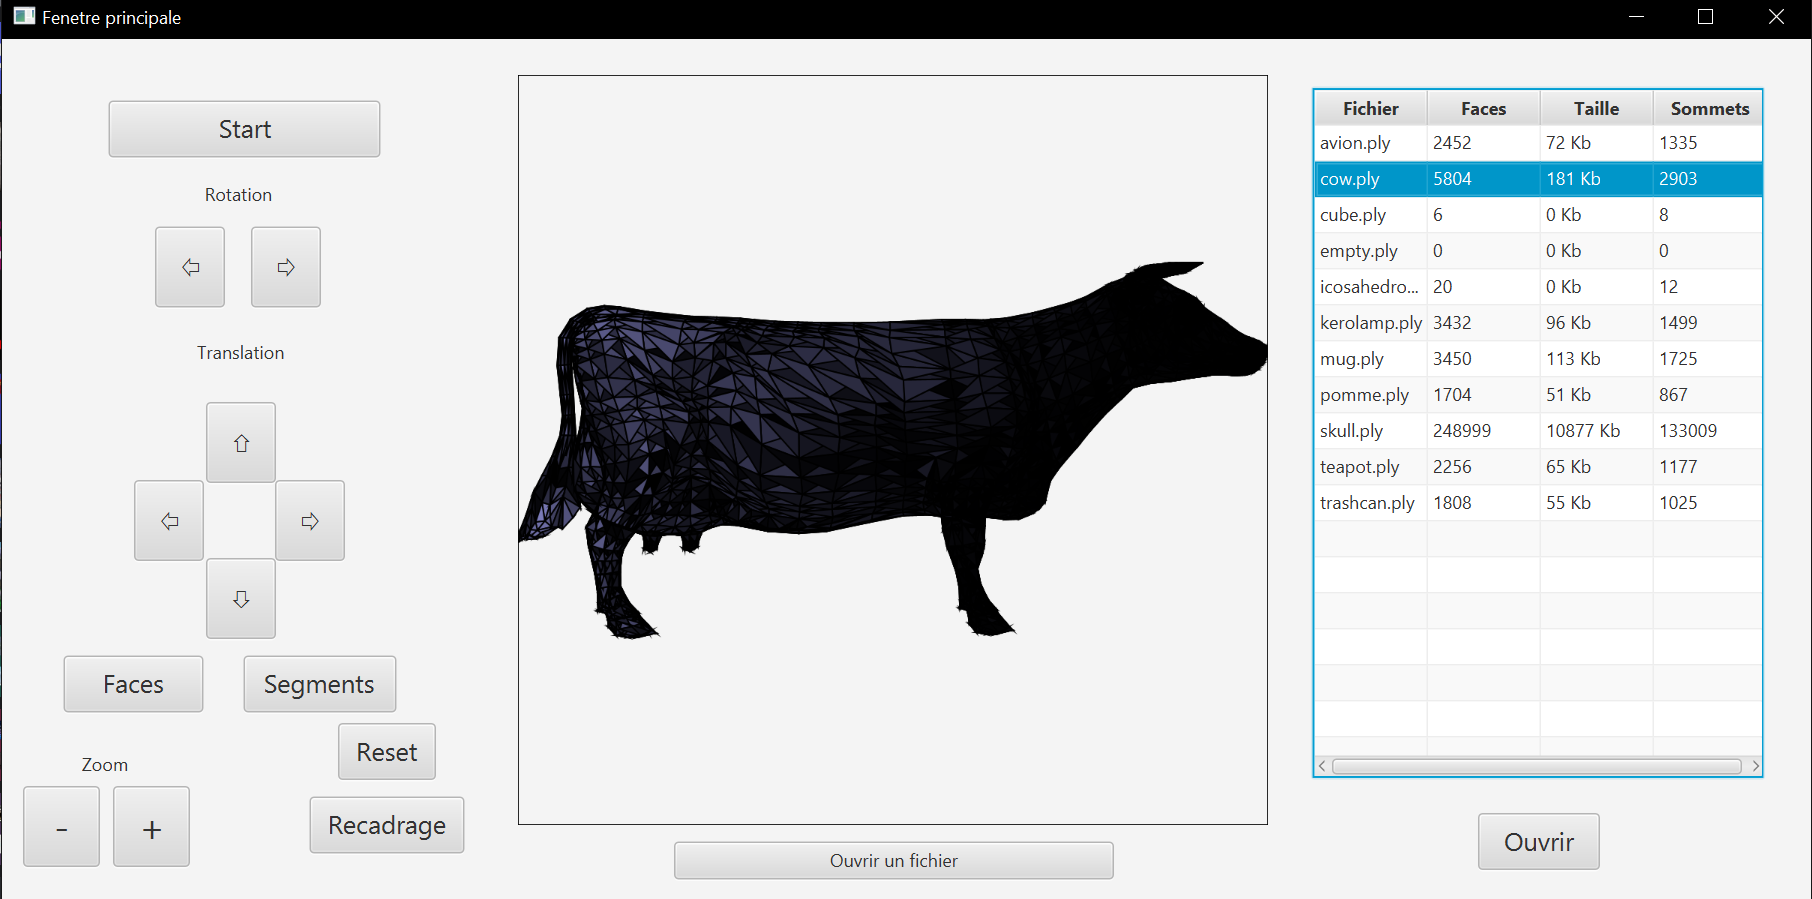 Fenetre principale
Start
Rotation
⇦ ⇨
Translation
⇧
⇦ ⇨
⇩
Faces Segments
Reset
Zoom
- +
Recadrage
Ouvrir un fichier
Fichier Faces Taille Sommets
avion.ply 2452 72 Kb 1335
cow.ply 5804 181 Kb 2903
cube.ply 6 0 Kb 8
empty.ply 0 0 Kb 0
icosahedro... 20 0 Kb 12
kerolamp.ply 3432 96 Kb 1499
mug.ply 3450 113 Kb 1725
pomme.ply 1704 51 Kb 867
skull.ply 248999 10877 Kb 133009
teapot.ply 2256 65 Kb 1177
trashcan.ply 1808 55 Kb 1025
Ouvrir